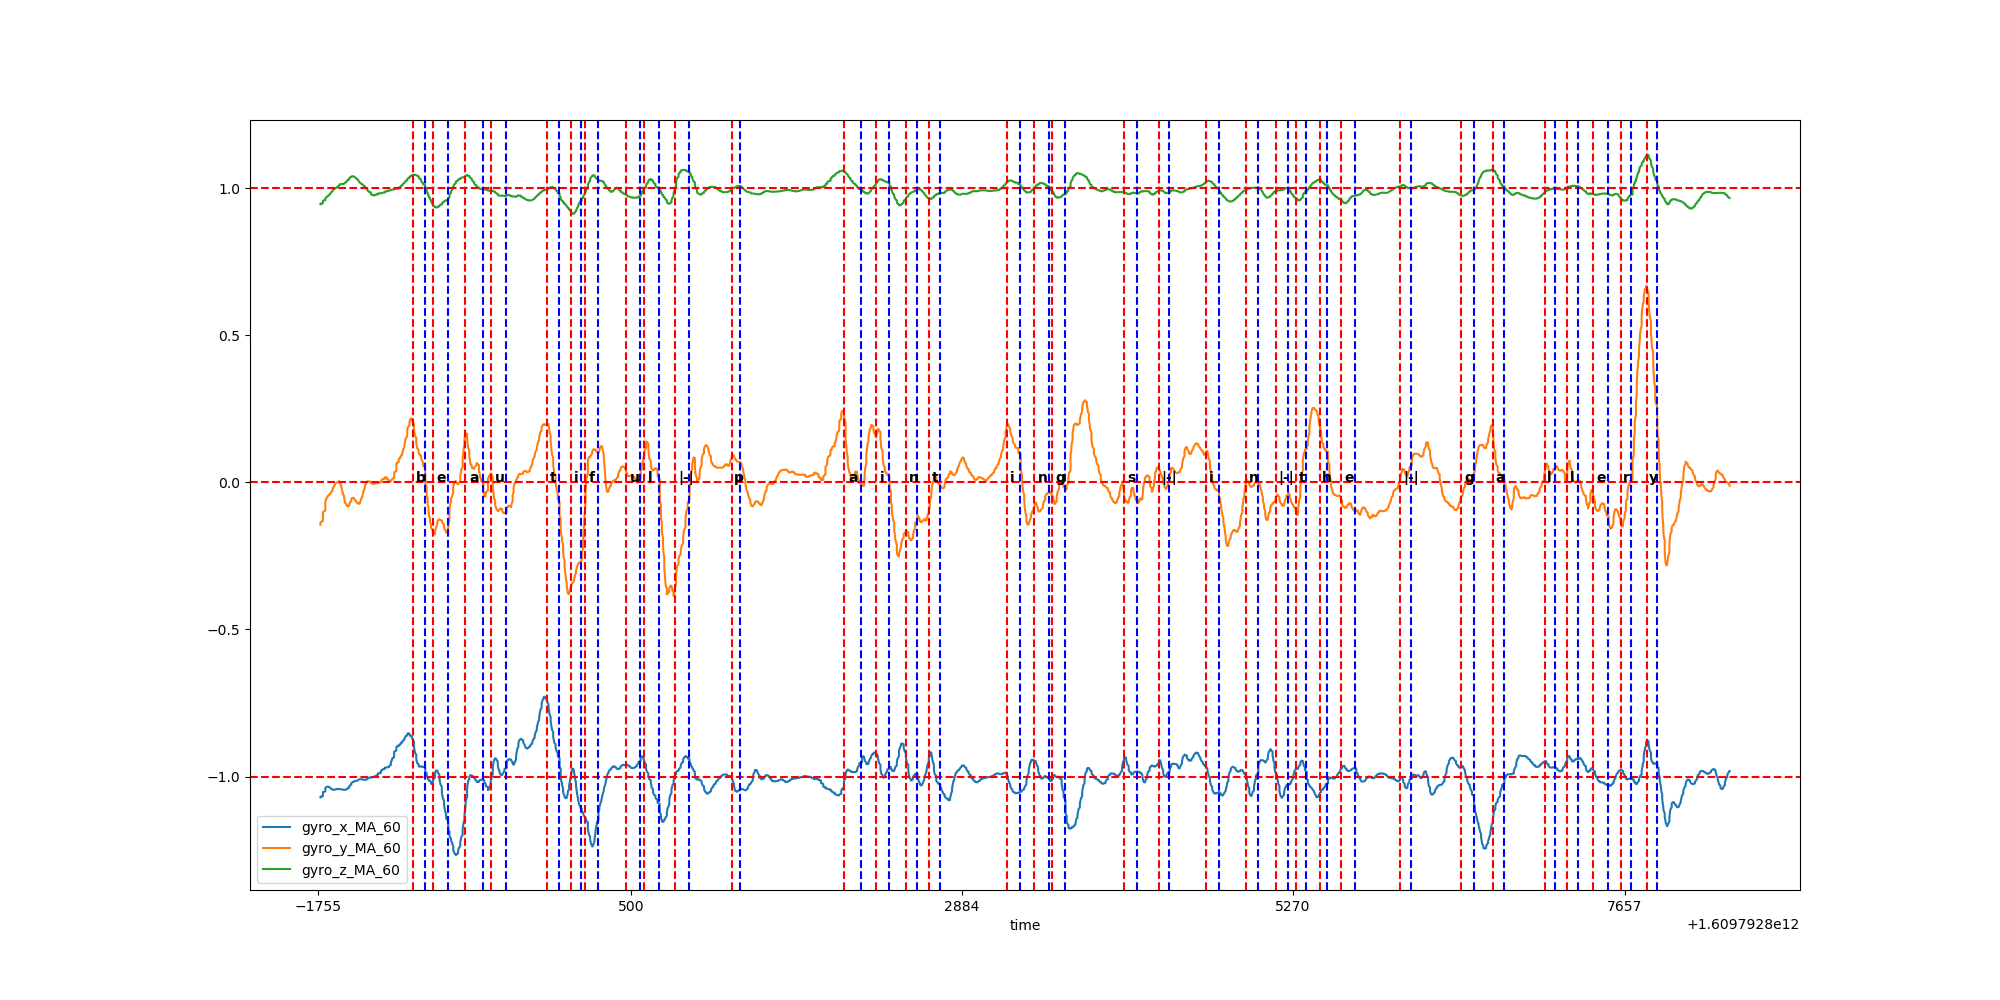 1.0
0.5
0.0
−0.5
−1.0
b e a u t i f u l |-| p a i n t i n g s |-| i n |-| t h e |-| g a l l e r y
gyro_x_MA_60
gyro_y_MA_60
gyro_z_MA_60
−1755 500 2884 5270 7657
time
+1.6097928e12